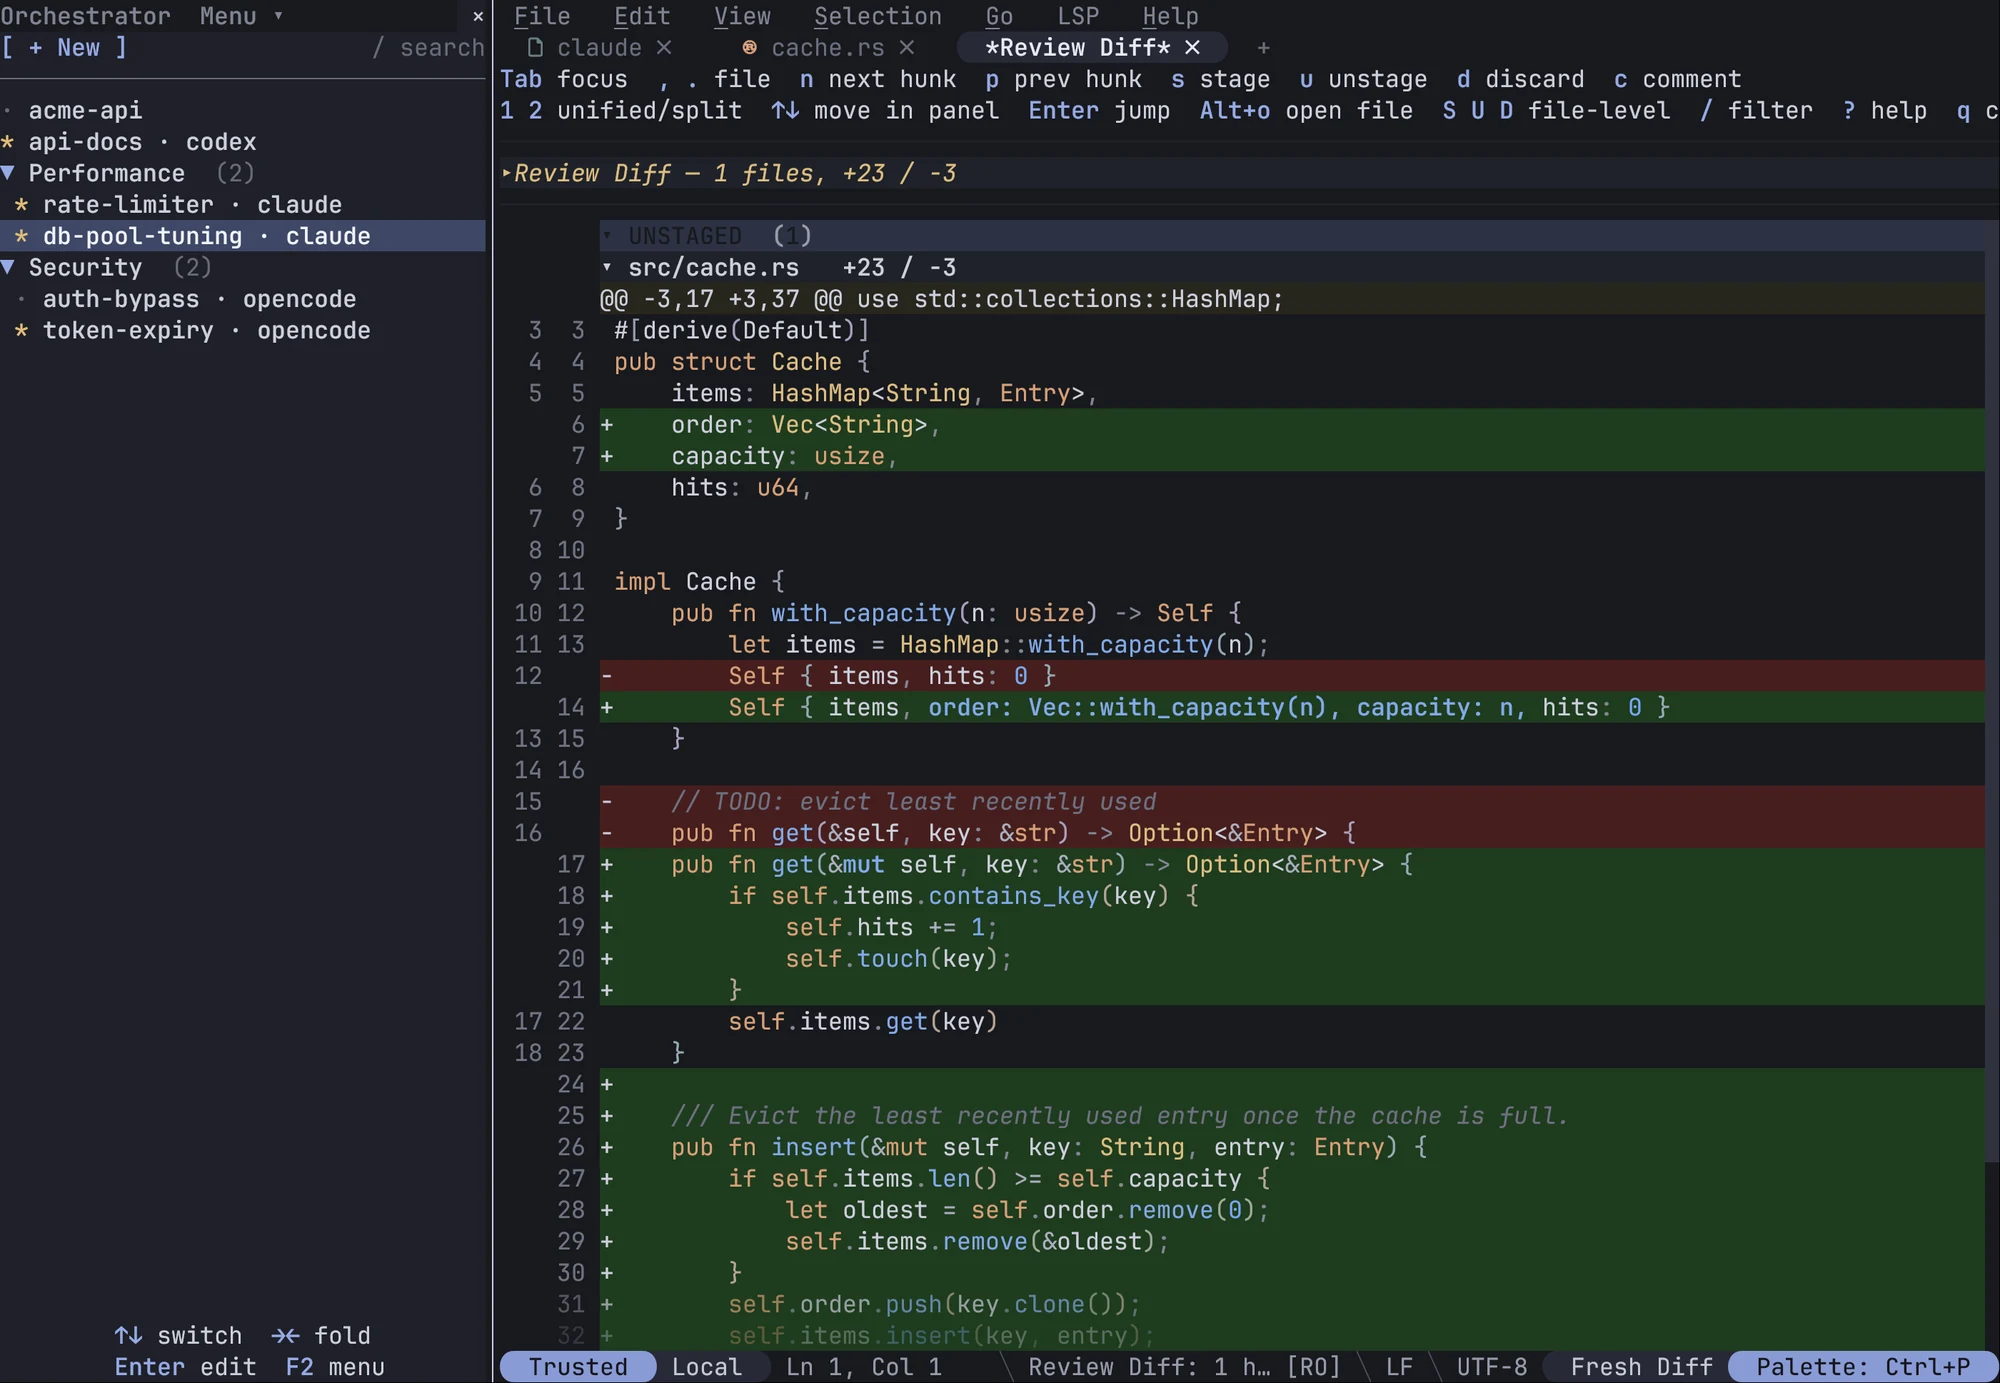 Orchestrator  Menu ▾  ×
[ + New ]  / search
· acme-api
* api-docs · codex
▼ Performance (2)
* rate-limiter · claude
* db-pool-tuning · claude
▼ Security (2)
· auth-bypass · opencode
* token-expiry · opencode
↑↓ switch  →← fold
Enter edit  F2 menu
File  Edit  View  Selection  Go  LSP  Help
claude ×  cache.rs ×  *Review Diff* ×  +
Tab focus  , . file  n next hunk  p prev hunk  s stage  u unstage  d discard  c comment
1 2 unified/split  ↑↓ move in panel  Enter jump  Alt+o open file  S U D file-level  / filter  ? help  q c
▸Review Diff — 1 files, +23 / -3
▾ UNSTAGED (1)
▾ src/cache.rs  +23 / -3
@@ -3,17 +3,37 @@ use std::collections::HashMap;
3 3 #[derive(Default)]
4 4 pub struct Cache {
5 5     items: HashMap<String, Entry>,
6 +     order: Vec<String>,
7 +     capacity: usize,
6 8     hits: u64,
7 9 }
8 10
9 11 impl Cache {
10 12     pub fn with_capacity(n: usize) -> Self {
11 13         let items = HashMap::with_capacity(n);
12 -         Self { items, hits: 0 }
14 +         Self { items, order: Vec::with_capacity(n), capacity: n, hits: 0 }
13 15     }
14 16
15 -     // TODO: evict least recently used
16 -     pub fn get(&self, key: &str) -> Option<&Entry> {
17 +     pub fn get(&mut self, key: &str) -> Option<&Entry> {
18 +         if self.items.contains_key(key) {
19 +             self.hits += 1;
20 +             self.touch(key);
21 +         }
17 22         self.items.get(key)
18 23     }
24 +
25 +     /// Evict the least recently used entry once the cache is full.
26 +     pub fn insert(&mut self, key: String, entry: Entry) {
27 +         if self.items.len() >= self.capacity {
28 +             let oldest = self.order.remove(0);
29 +             self.items.remove(&oldest);
30 +         }
31 +         self.order.push(key.clone());
32 +         self.items.insert(key, entry);
Trusted  Local  Ln 1, Col 1  Review Diff: 1 h… [RO]  LF  UTF-8  Fresh Diff  Palette: Ctrl+P